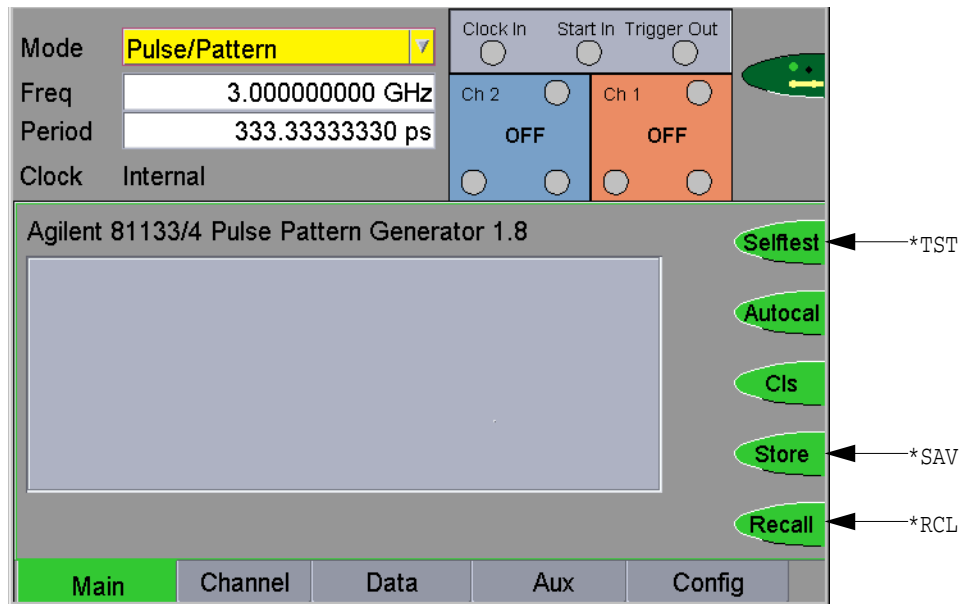 Mode Pulse/Pattern
Freq 3.000000000 GHz
Period 333.33333330 ps
Clock Internal
Clock In Start In Trigger Out
Ch 2 Ch 1
OFF OFF
Agilent 81133/4 Pulse Pattern Generator 1.8
Selftest *TST
Autocal
Cls
Store *SAV
Recall *RCL
Main Channel Data Aux Config